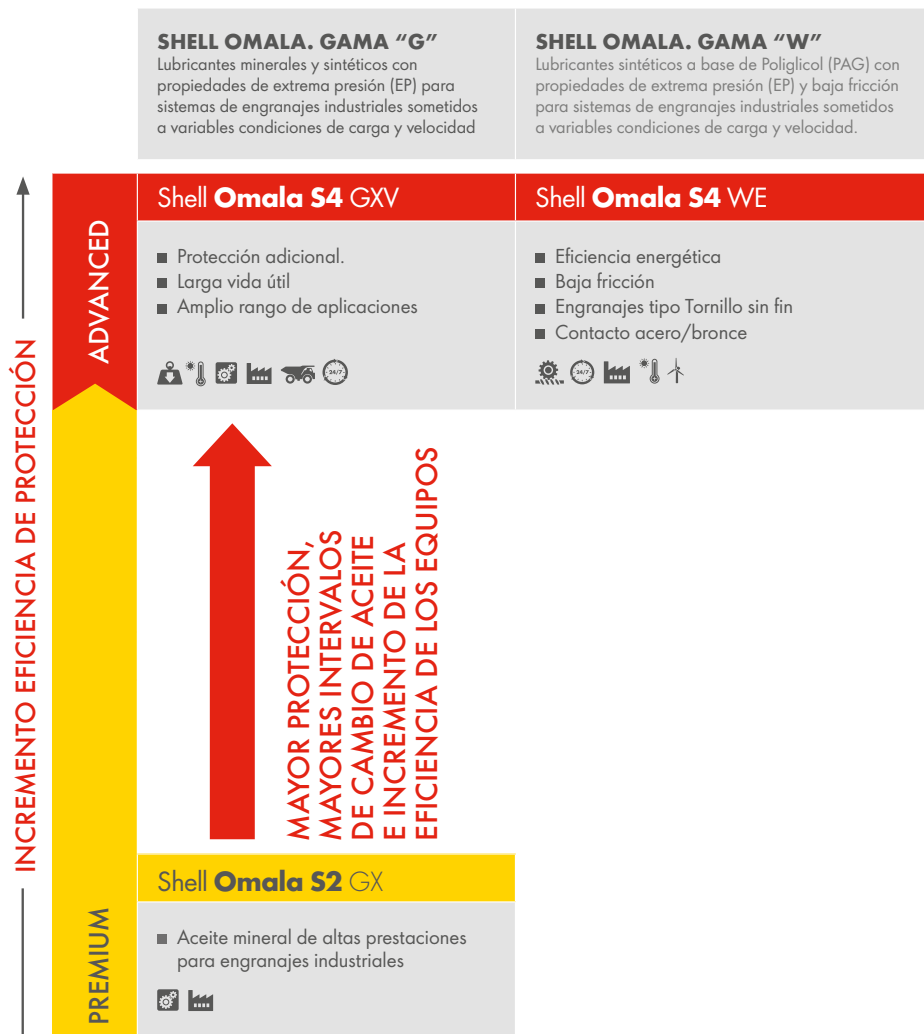 SHELL OMALA. GAMA “G”
Lubricantes minerales y sintéticos con
propiedades de extrema presión (EP) para
sistemas de engranajes industriales sometidos
a variables condiciones de carga y velocidad
SHELL OMALA. GAMA “W”
Lubricantes sintéticos a base de Poliglicol (PAG) con
propiedades de extrema presión (EP) y baja fricción
para sistemas de engranajes industriales sometidos
a variables condiciones de carga y velocidad.
INCREMENTO EFICIENCIA DE PROTECCIÓN
ADVANCED
Shell Omala S4 GXV
■ Protección adicional.
■ Larga vida útil
■ Amplio rango de aplicaciones
24/7
Shell Omala S4 WE
■ Eficiencia energética
■ Baja fricción
■ Engranajes tipo Tornillo sin fin
■ Contacto acero/bronce
24/7
MAYOR PROTECCIÓN,
MAYORES INTERVALOS
DE CAMBIO DE ACEITE
E INCREMENTO DE LA
EFICIENCIA DE LOS EQUIPOS
PREMIUM
Shell Omala S2 GX
■ Aceite mineral de altas prestaciones
para engranajes industriales